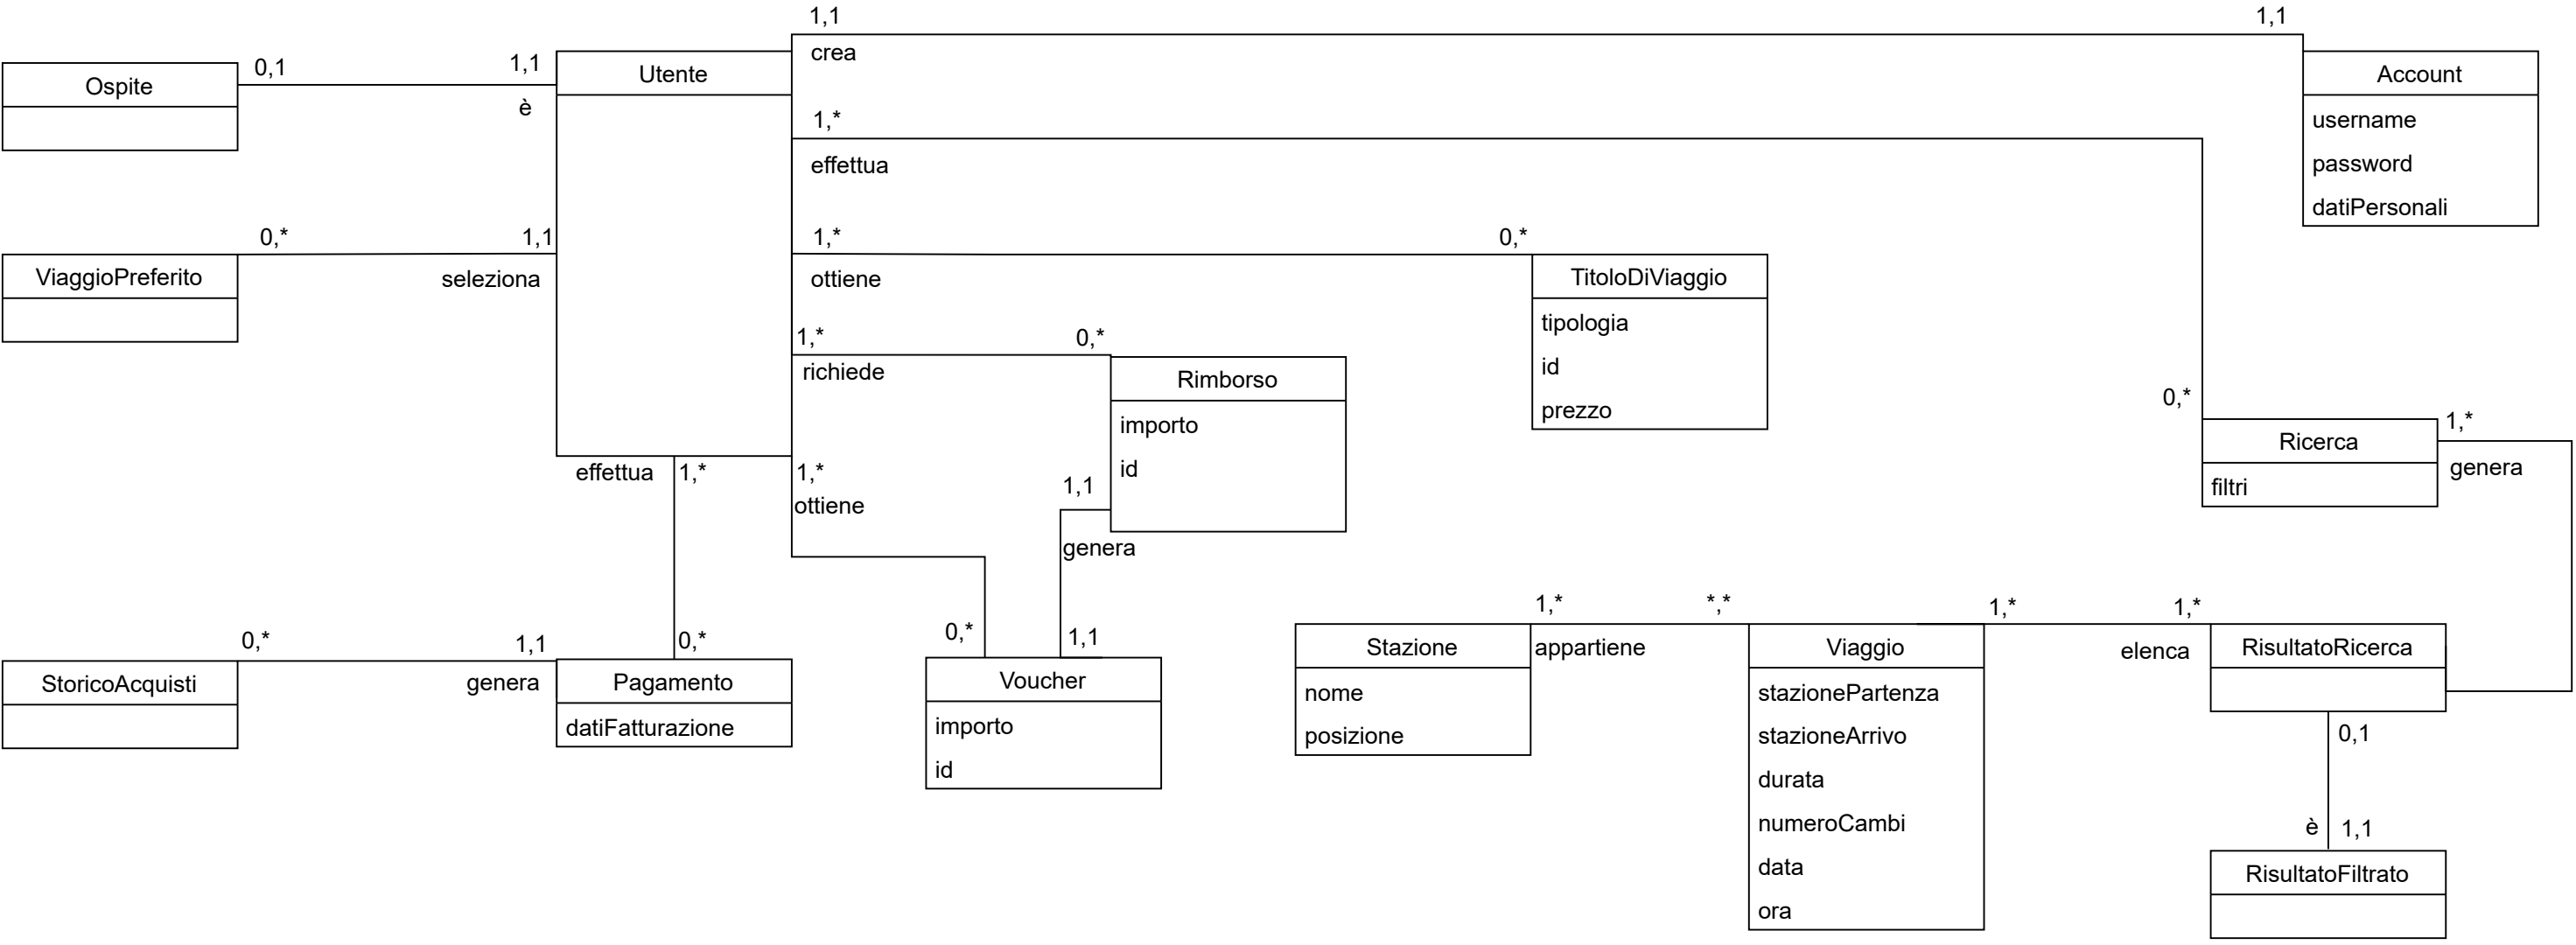 1,1
1,1
crea
Ospite
0,1
1,1
è
Utente
Account
username
password
datiPersonali
1,*
effettua
ViaggioPreferito
0,*
1,1
seleziona
1,*
ottiene
0,*
TitoloDiViaggio
tipologia
id
prezzo
1,*
richiede
0,*
Rimborso
importo
id
0,*
Ricerca
filtri
1,*
genera
effettua
1,*
1,*
ottiene
1,1
genera
StoricoAcquisti
0,*
1,1
genera
0,*
Pagamento
datiFatturazione
0,*
1,1
Voucher
importo
id
Stazione
nome
posizione
1,*
appartiene
*,*
Viaggio
stazionePartenza
stazioneArrivo
durata
numeroCambi
data
ora
1,*
1,*
elenca
RisultatoRicerca
0,1
è
1,1
RisultatoFiltrato